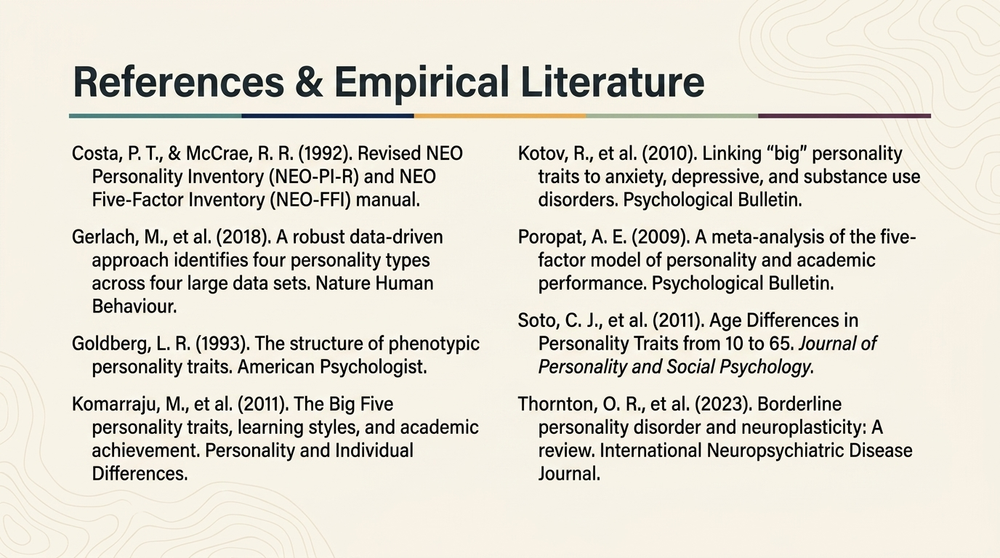 References & Empirical Literature
Costa, P. T., & McCrae, R. R. (1992). Revised NEO
Personality Inventory (NEO-PI-R) and NEO
Five-Factor Inventory (NEO-FFI) manual.
Gerlach, M., et al. (2018). A robust data-driven
approach identifies four personality types
across four large data sets. Nature Human
Behaviour.
Goldberg, L. R. (1993). The structure of phenotypic
personality traits. American Psychologist.
Komarraju, M., et al. (2011). The Big Five
personality traits, learning styles, and academic
achievement. Personality and Individual
Differences.
Kotov, R., et al. (2010). Linking “big” personality
traits to anxiety, depressive, and substance use
disorders. Psychological Bulletin.
Poropat, A. E. (2009). A meta-analysis of the five-
factor model of personality and academic
performance. Psychological Bulletin.
Soto, C. J., et al. (2011). Age Differences in
Personality Traits from 10 to 65. Journal of
Personality and Social Psychology.
Thornton, O. R., et al. (2023). Borderline
personality disorder and neuroplasticity: A
review. International Neuropsychiatric Disease
Journal.